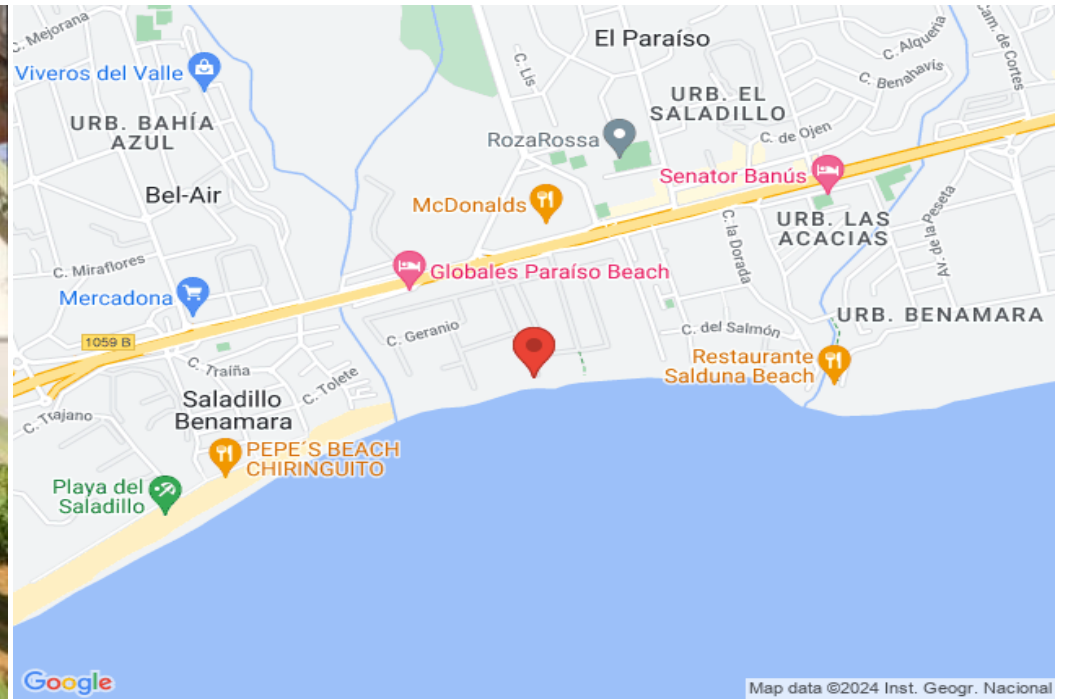 C. Mejorana
El Paraíso
C. Alquería
Cam. de Cortes
Viveros del Valle
C. Lis
C. Benahavís
URB. EL
SALADILLO
URB. BAHÍA
AZUL
RozaRossa
C. de Ojen
Senator Banús
Bel-Air
McDonalds
URB. LAS
ACACIAS
Av. de la Peseta
C. la Dorada
C. Miraflores
Globales Paraíso Beach
Mercadona
URB. BENAMARA
C. Geranio
C. del Salmón
1059 B
Restaurante
Salduna Beach
C. Traíña
C. Tolete
Saladillo
Benamara
C. Trajano
PEPE´S BEACH
CHIRINGUITO
Playa del
Saladillo
Google
Map data ©2024 Inst. Geogr. Nacional